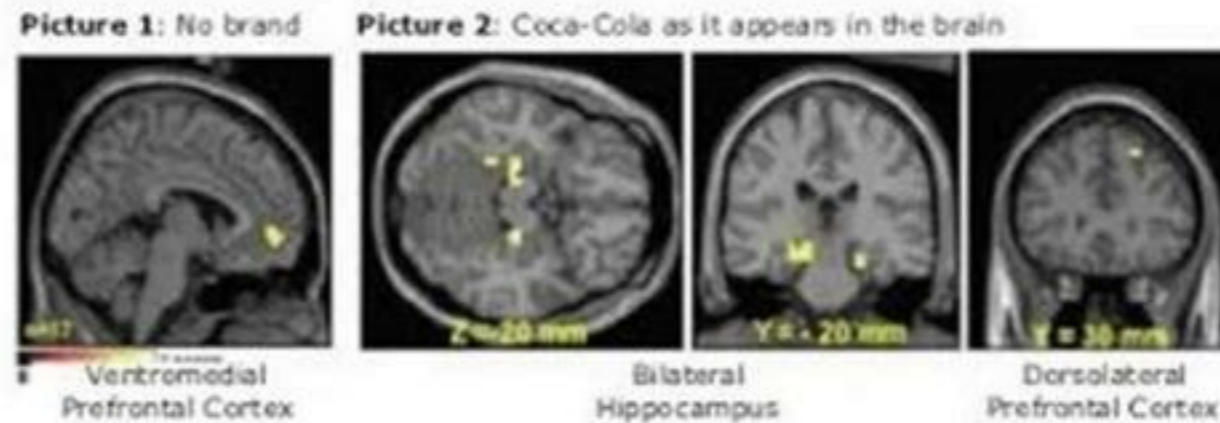 Picture 1: No brand
Picture 2: Coca-Cola as it appears in the brain
n=17
Z = -20 mm
Y = - 20 mm
Y = 30 mm
Ventromedial
Prefrontal Cortex
Bilateral
Hippocampus
Dorsolateral
Prefrontal Cortex